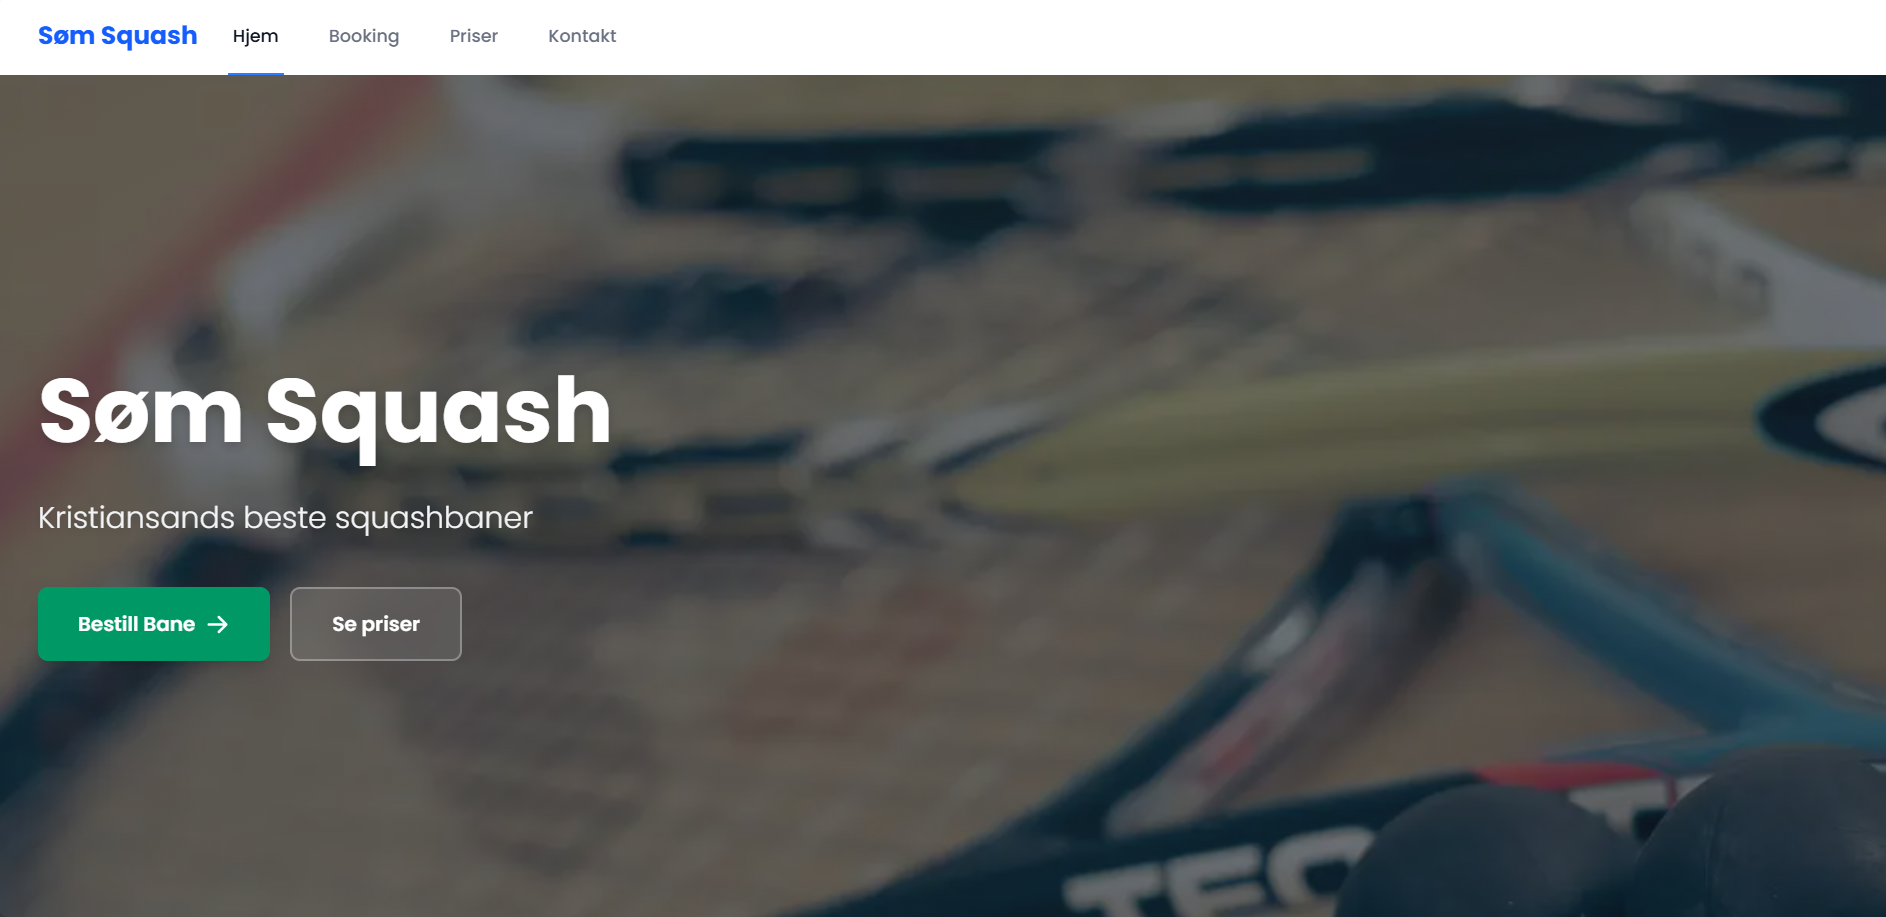 Søm Squash Hjem Booking Priser Kontakt
Søm Squash
Kristiansands beste squashbaner
Bestill Bane → Se priser
TEC